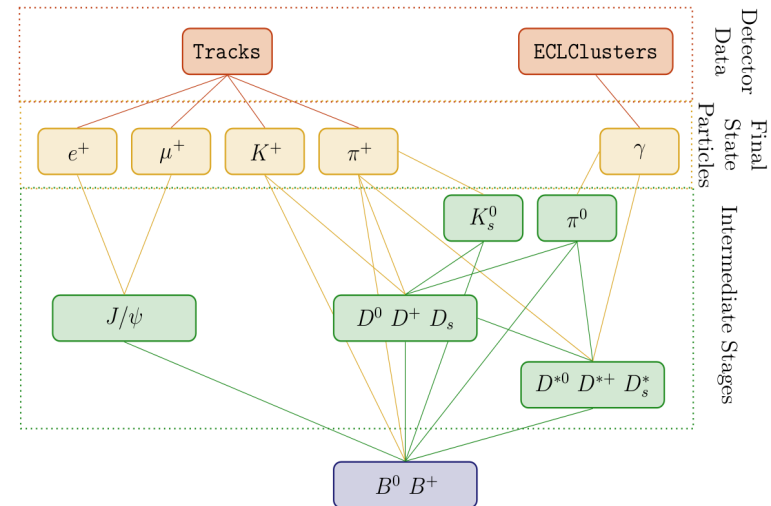 Tracks
ECLClusters
Detector
Data
e⁺
μ⁺
K⁺
π⁺
γ
Final
State
Particles
K⁰ₛ
π⁰
J/ψ
D⁰ D⁺ Dₛ
D*⁰ D*⁺ D*ₛ
Intermediate Stages
B⁰ B⁺